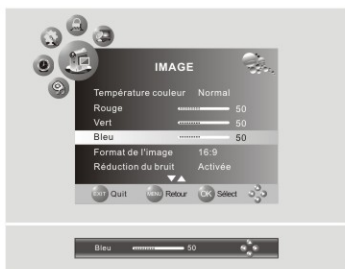 IMAGE
Température couleur Normal
Rouge 50
Vert 50
Bleu 50
Format de l'image 16:9
Réduction du bruit Activée
EXIT Quit MENU Retour OK Sélect
Bleu 50